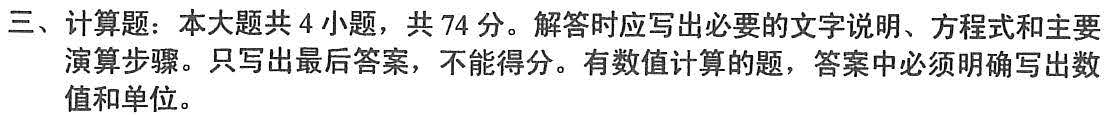 三、计算题：本大题共 4 小题，共 74 分。解答时应写出必要的文字说明、方程式和主要
演算步骤。只写出最后答案，不能得分。有数值计算的题，答案中必须明确写出数
值和单位。